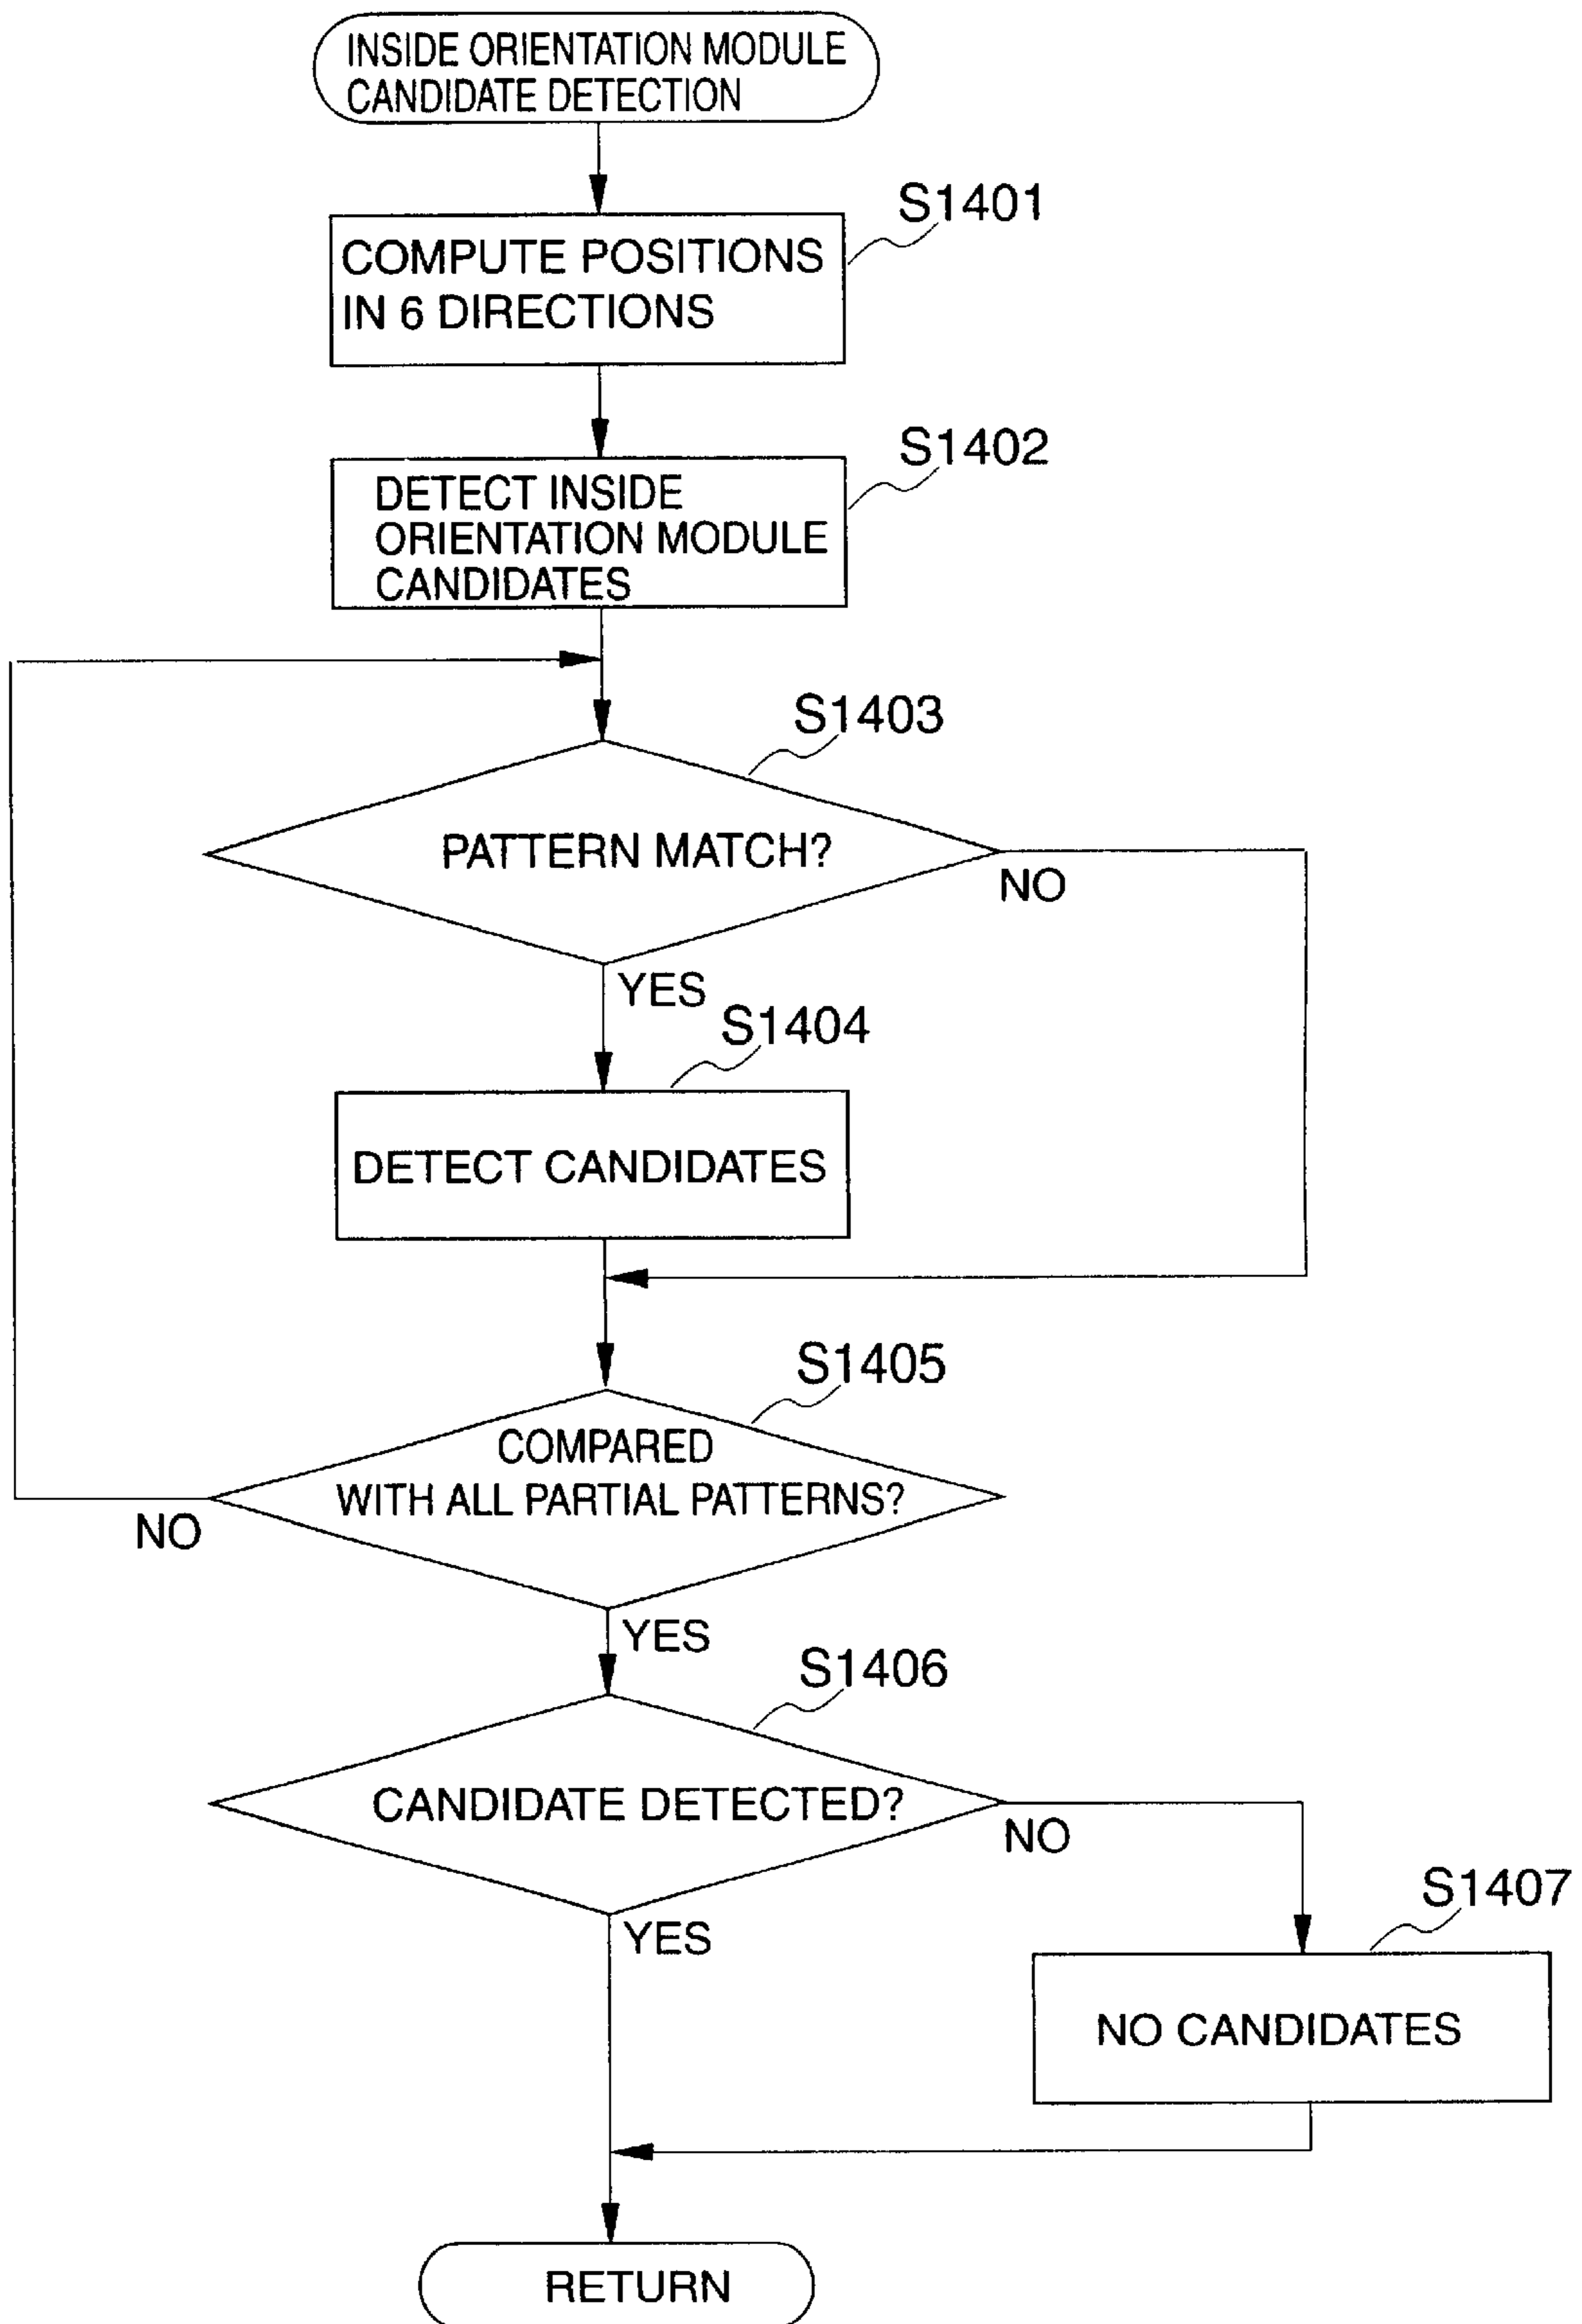 INSIDE ORIENTATION MODULE
CANDIDATE DETECTION
S1401
COMPUTE POSITIONS
IN 6 DIRECTIONS
S1402
DETECT INSIDE
ORIENTATION MODULE
CANDIDATES
S1403
PATTERN MATCH?
NO
YES
S1404
DETECT CANDIDATES
S1405
COMPARED
WITH ALL PARTIAL PATTERNS?
NO
YES
S1406
CANDIDATE DETECTED?
NO
YES
S1407
NO CANDIDATES
RETURN